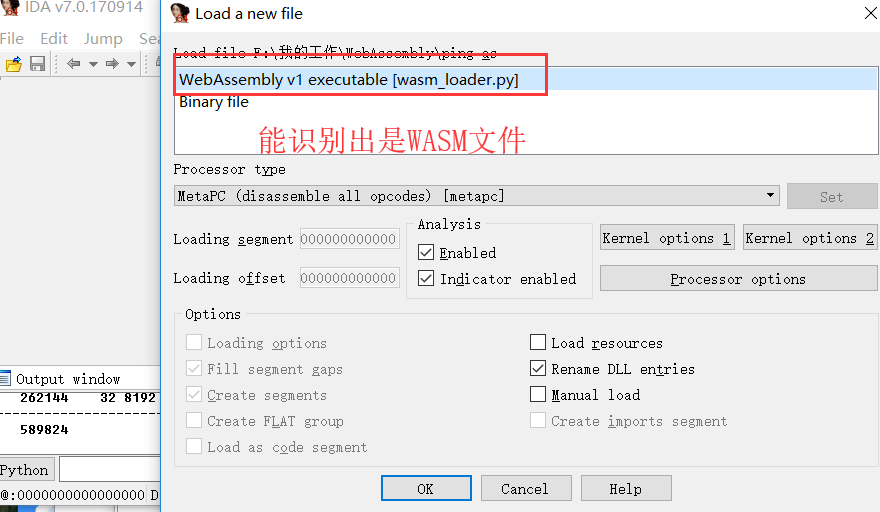 IDA v7.0.170914
File Edit Jump Sea
Load a new file
Load file F:\我的工作\WebAssembly\ping_as
WebAssembly v1 executable [wasm_loader.py]
Binary file
能识别出是WASM文件
Processor type
MetaPC (disassemble all opcodes) [metapc]
Set
Loading segment 000000000000
Loading offset 000000000000
Analysis
Enabled
Indicator enabled
Kernel options 1
Kernel options 2
Processor options
Options
Loading options
Fill segment gaps
Create segments
Create FLAT group
Load as code segment
Load resources
Rename DLL entries
Manual load
Create imports segment
OK
Cancel
Help
Output window
262144 32 8192
589824
Python
@:0000000000000000 D